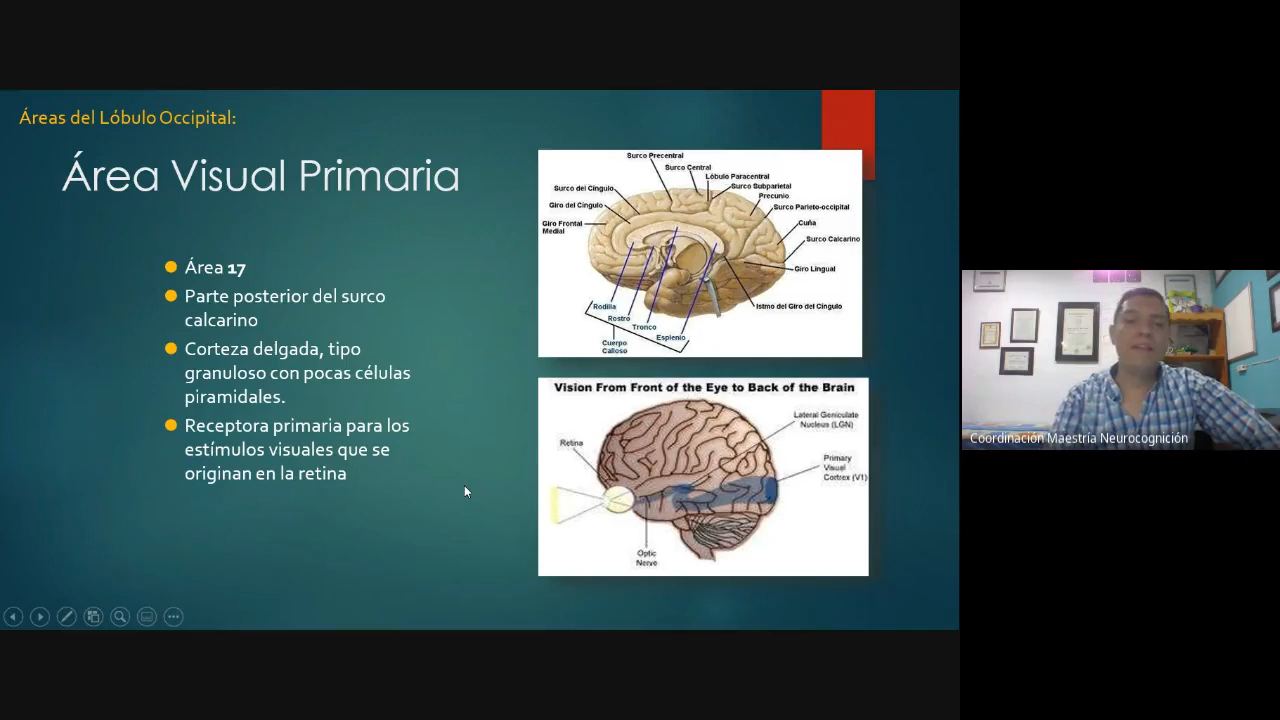 Áreas del Lóbulo Occipital:
Área Visual Primaria
Área 17
Parte posterior del surco
calcarino
Corteza delgada, tipo
granuloso con pocas células
piramidales.
Receptora primaria para los
estímulos visuales que se
originan en la retina
Surco Precentral
Surco Central
Lóbulo Paracentral
Surco Subparietal
Precunio
Surco Parieto-occipital
Cuña
Surco Calcarino
Giro Lingual
Istmo del Giro del Cíngulo
Surco del Cíngulo
Giro del Cíngulo
Giro Frontal
Medial
Rodilla
Rostro
Tronco
Esplenio
Cuerpo
Calloso
Vision From Front of the Eye to Back of the Brain
Lateral Geniculate
Nucleus (LGN)
Retina
Primary
Visual
Cortex (V1)
Optic
Nerve
Coordinación Maestría Neurocognición